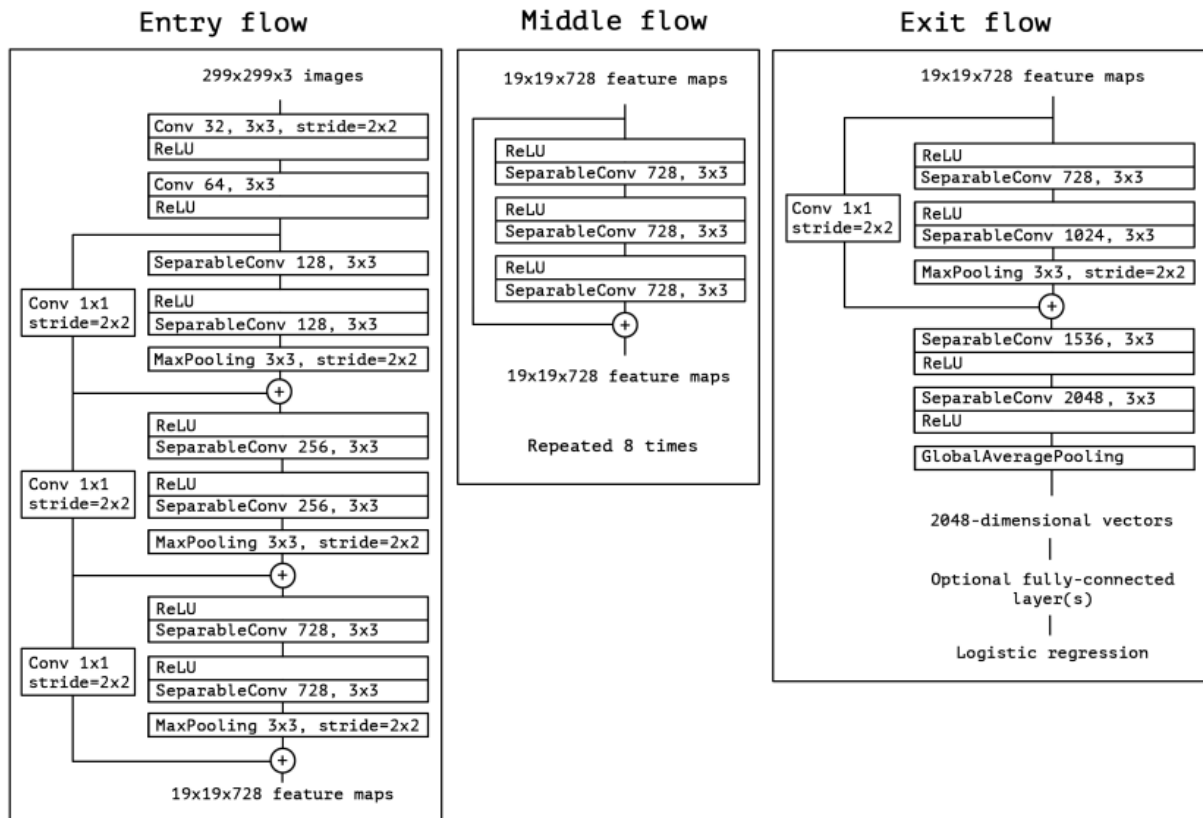 Entry flow
299x299x3 images
Conv 32, 3x3, stride=2x2
ReLU
Conv 64, 3x3
ReLU
SeparableConv 128, 3x3
Conv 1x1
stride=2x2
ReLU
SeparableConv 128, 3x3
MaxPooling 3x3, stride=2x2
+
ReLU
SeparableConv 256, 3x3
Conv 1x1
stride=2x2
ReLU
SeparableConv 256, 3x3
MaxPooling 3x3, stride=2x2
+
ReLU
SeparableConv 728, 3x3
Conv 1x1
stride=2x2
ReLU
SeparableConv 728, 3x3
MaxPooling 3x3, stride=2x2
+
19x19x728 feature maps
Middle flow
19x19x728 feature maps
ReLU
SeparableConv 728, 3x3
ReLU
SeparableConv 728, 3x3
ReLU
SeparableConv 728, 3x3
+
19x19x728 feature maps
Repeated 8 times
Exit flow
19x19x728 feature maps
ReLU
SeparableConv 728, 3x3
Conv 1x1
stride=2x2
ReLU
SeparableConv 1024, 3x3
MaxPooling 3x3, stride=2x2
+
SeparableConv 1536, 3x3
ReLU
SeparableConv 2048, 3x3
ReLU
GlobalAveragePooling
2048-dimensional vectors
Optional fully-connected
layer(s)
Logistic regression